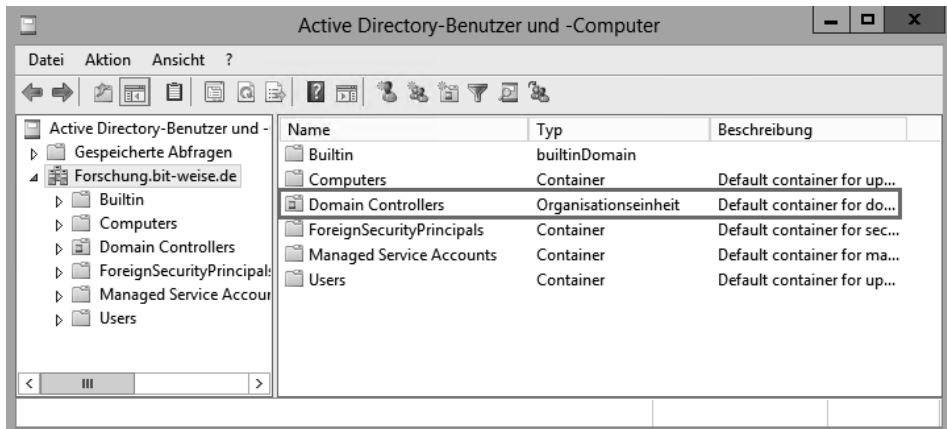 Active Directory-Benutzer und -Computer
Datei Aktion Ansicht ?
Active Directory-Benutzer und -
Gespeicherte Abfragen
Forschung.bit-weise.de
Builtin
Computers
Domain Controllers
ForeignSecurityPrincipals
Managed Service Accour
Users
Name Typ Beschreibung
Builtin builtinDomain
Computers Container Default container for up...
Domain Controllers Organisationseinheit Default container for do...
ForeignSecurityPrincipals Container Default container for sec...
Managed Service Accounts Container Default container for ma...
Users Container Default container for up...